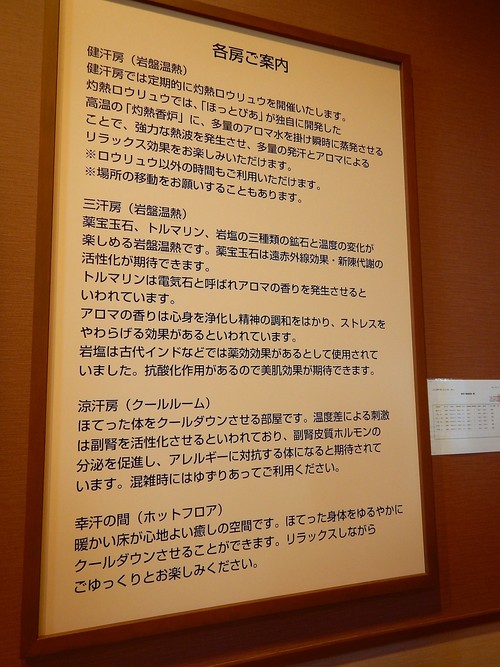 各房ご案内
健汗房（岩盤温熱）
健汗房では定期的に灼熱ロウリュウを開催いたします。
灼熱ロウリュウでは、「ほっとぴあ」が独自に開発した
高温の「灼熱香炉」に、多量のアロマ水を掛け瞬時に蒸発させる
ことで、強力な熱波を発生させ、多量の発汗とアロマによる
リラックス効果をお楽しみいただけます。
※ロウリュウ以外の時間もご利用いただけます。
※場所の移動をお願いすることもあります。
三汗房（岩盤温熱）
薬宝玉石、トルマリン、岩塩の三種類の鉱石と温度の変化が
楽しめる岩盤温熱です。薬宝玉石は遠赤外線効果・新陳代謝の
活性化が期待できます。
トルマリンは電気石と呼ばれアロマの香りを発生させると
いわれています。
アロマの香りは心身を浄化し精神の調和をはかり、ストレスを
やわらげる効果があるといわれています。
岩塩は古代インドなどでは薬効効果があるとして使用されて
いました。抗酸化作用があるので美肌効果が期待できます。
涼汗房（クールルーム）
ほてった体をクールダウンさせる部屋です。温度差による刺激
は副腎を活性化させるといわれており、副腎皮質ホルモンの
分泌を促進し、アレルギーに対抗する体になると期待されて
います。混雑時にはゆずりあってご利用ください。
幸汗の間（ホットフロア）
暖かい床が心地よい癒しの空間です。ほてった身体をゆるやかに
クールダウンさせることができます。リラックスしながら
ごゆっくりとお楽しみください。